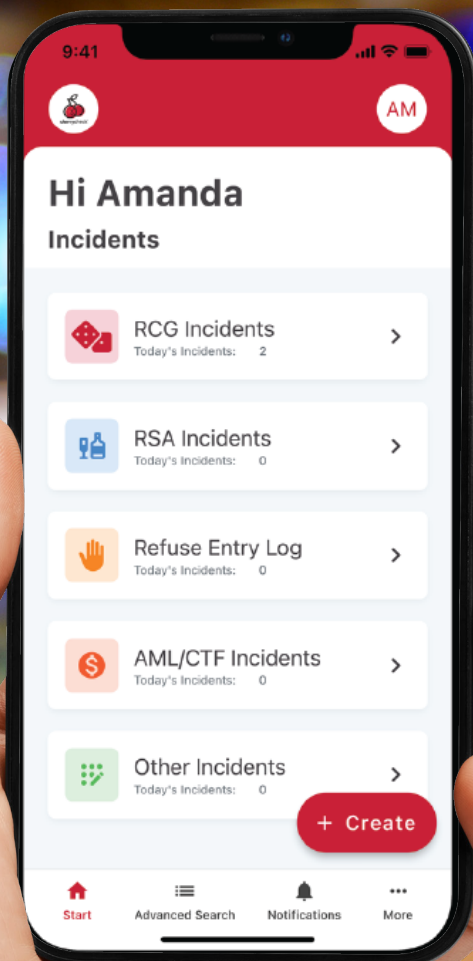 9:41
AM
Hi Amanda
Incidents
RCG Incidents
Today's Incidents: 2
RSA Incidents
Today's Incidents: 0
Refuse Entry Log
Today's Incidents: 0
AML/CTF Incidents
Today's Incidents: 0
Other Incidents
Today's Incidents: 0
+ Create
Start Advanced Search Notifications More